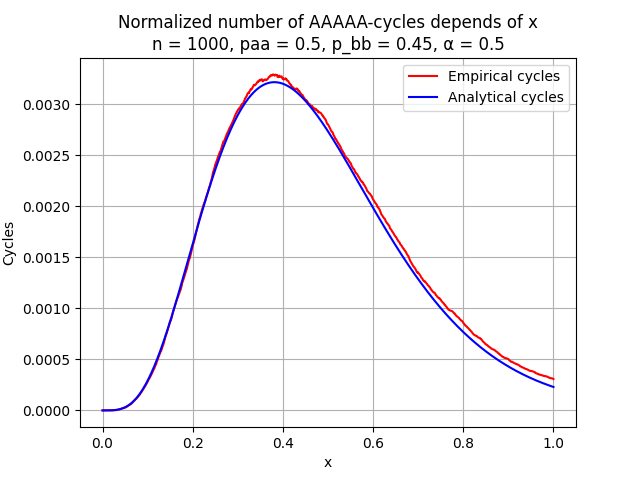 Normalized number of AAAAA-cycles depends of x
n = 1000, paa = 0.5, p_bb = 0.45, α = 0.5
Empirical cycles
Analytical cycles
Cycles
0.0030
0.0025
0.0020
0.0015
0.0010
0.0005
0.0000
0.0 0.2 0.4 0.6 0.8 1.0
x